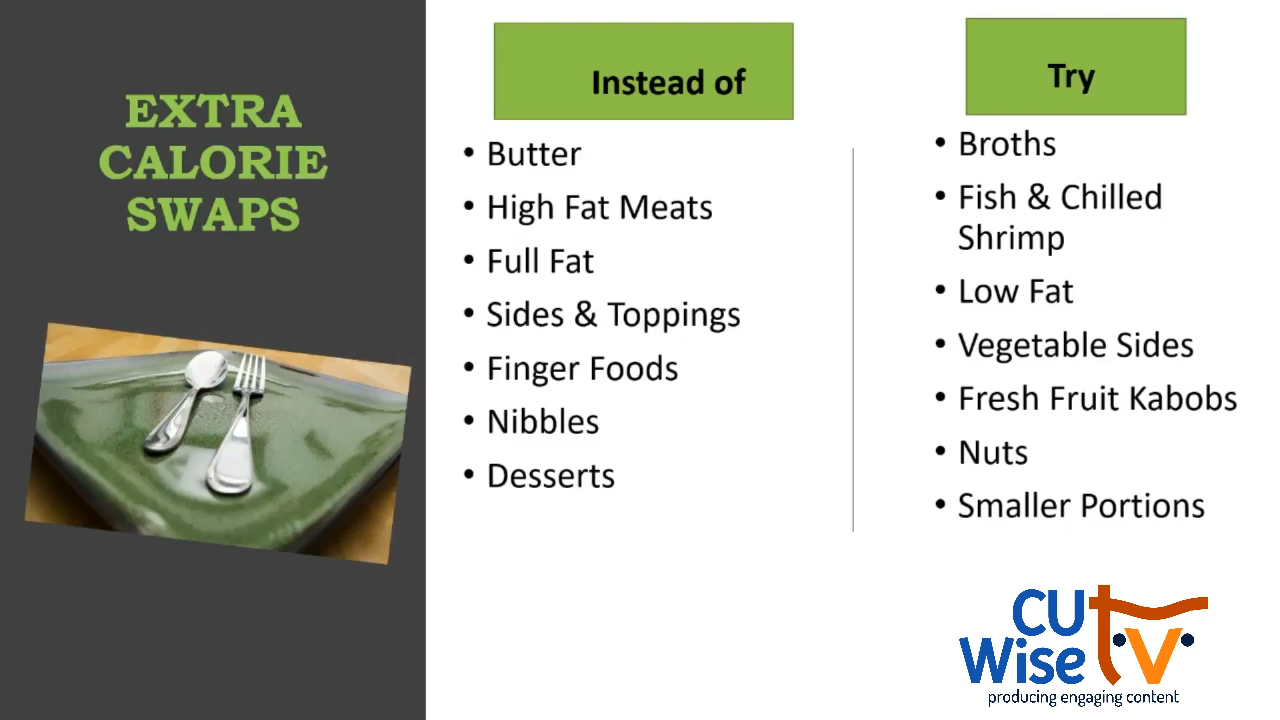 EXTRA
CALORIE
SWAPS
Instead of
• Butter
• High Fat Meats
• Full Fat
• Sides & Toppings
• Finger Foods
• Nibbles
• Desserts
Try
• Broths
• Fish & Chilled
Shrimp
• Low Fat
• Vegetable Sides
• Fresh Fruit Kabobs
• Nuts
• Smaller Portions
CU
Wise tv
producing engaging content